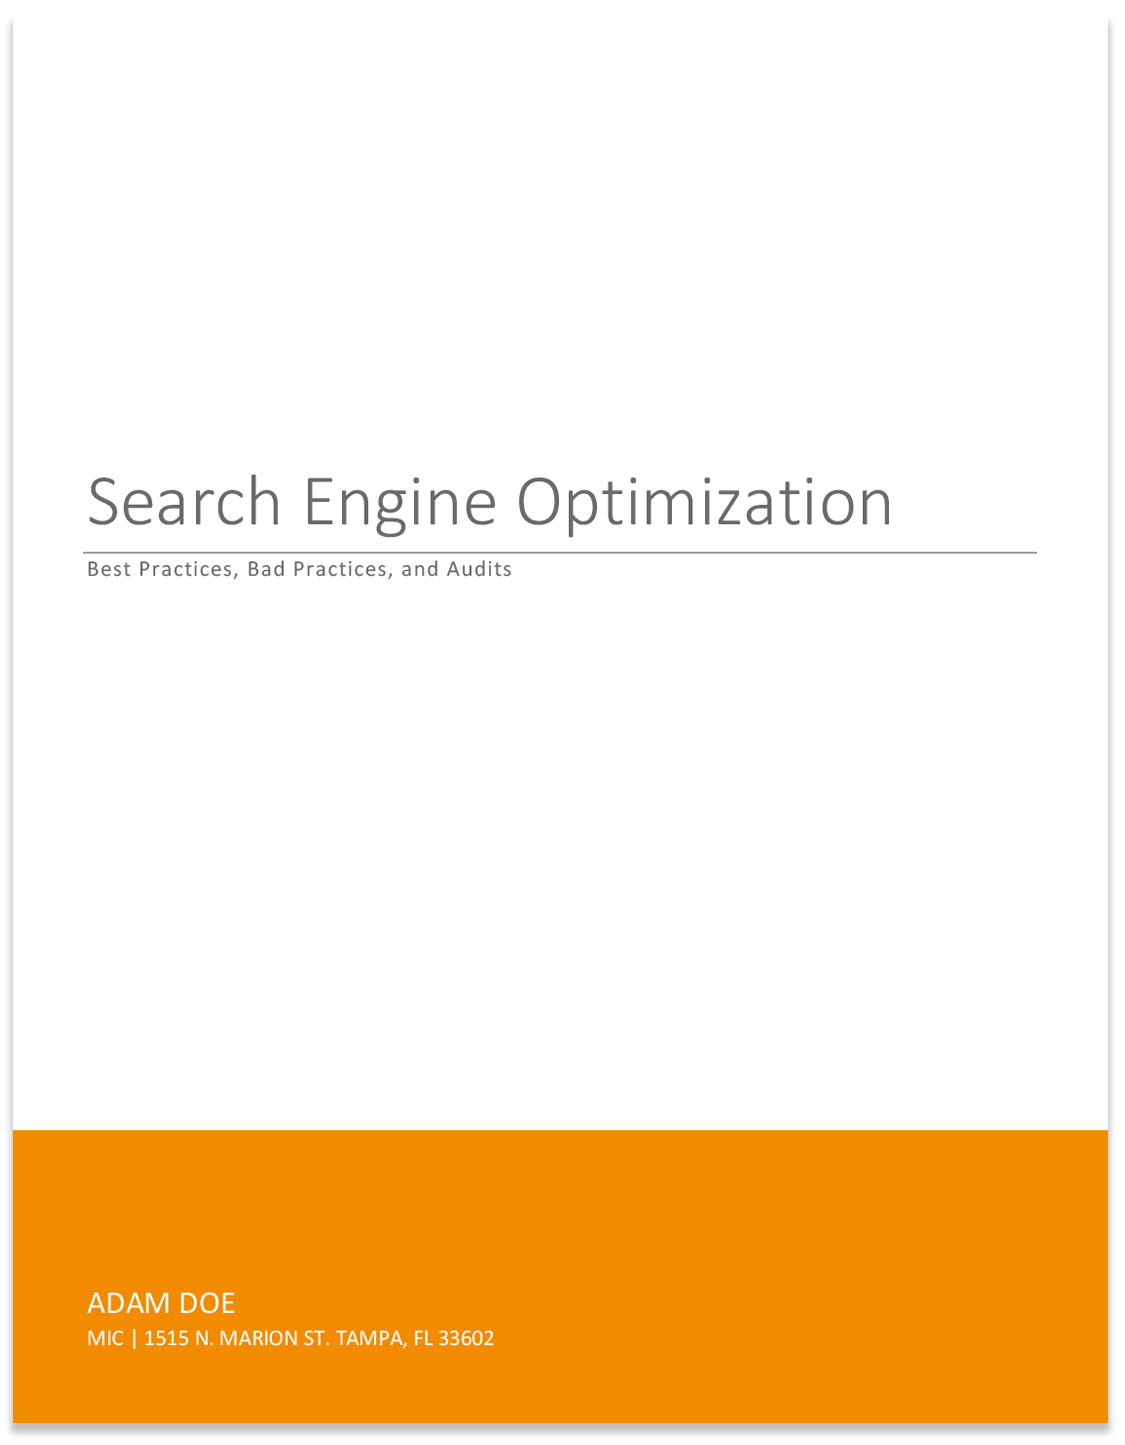 Search Engine Optimization
Best Practices, Bad Practices, and Audits
ADAM DOE
MIC | 1515 N. MARION ST. TAMPA, FL 33602